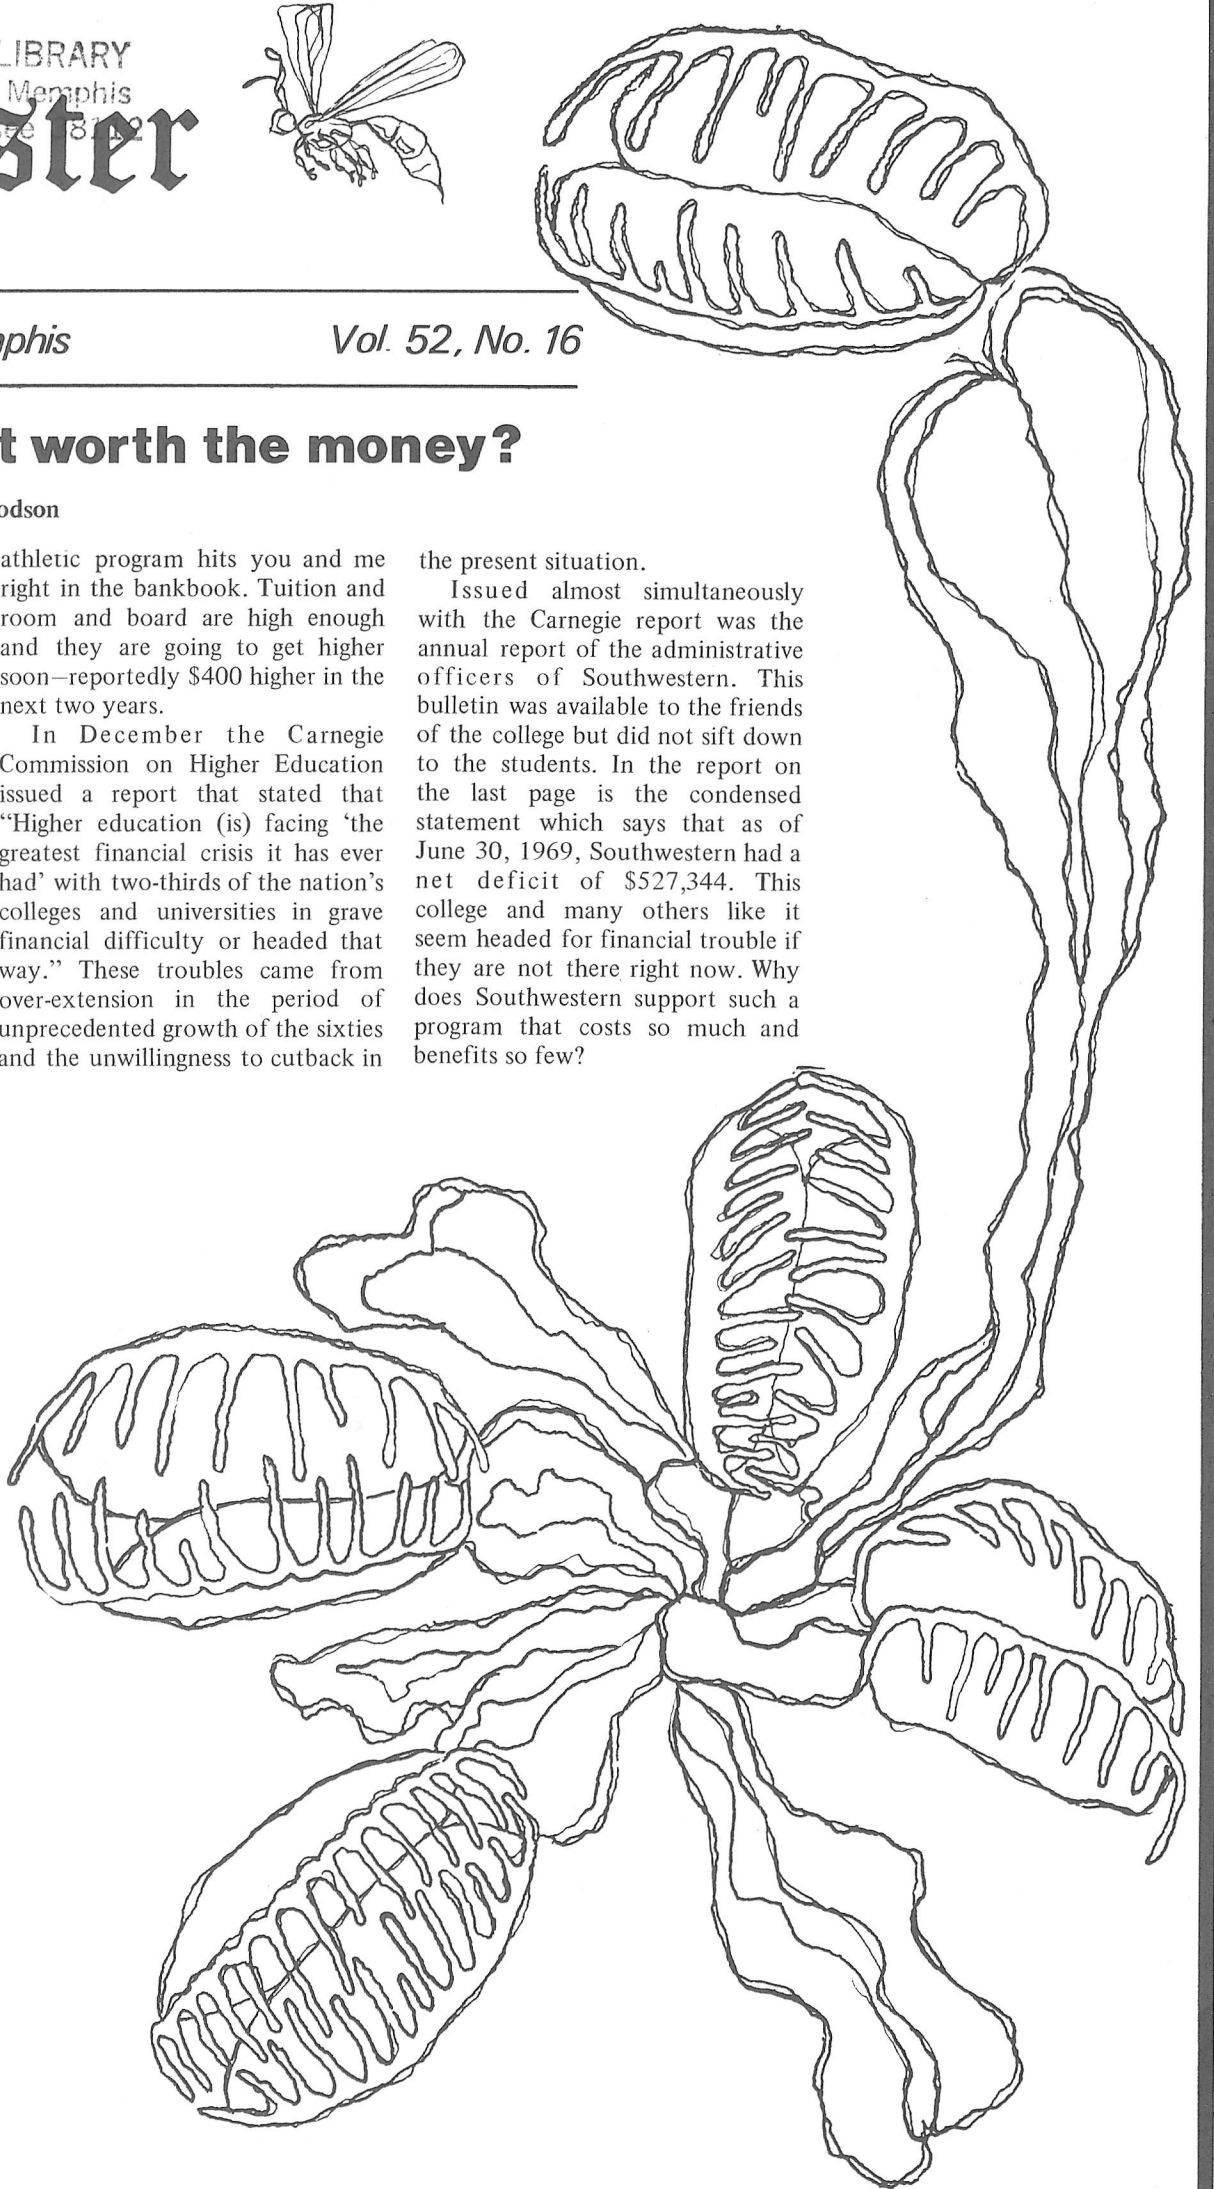 LIBRARY
Memphis
ster
phis
Vol. 52, No. 16
t worth the money?
odson
athletic program hits you and me
right in the bankbook. Tuition and
room and board are high enough
and they are going to get higher
soon—reportedly $400 higher in the
next two years.
In December the Carnegie
Commission on Higher Education
issued a report that stated that
“Higher education (is) facing ‘the
greatest financial crisis it has ever
had’ with two-thirds of the nation’s
colleges and universities in grave
financial difficulty or headed that
way.” These troubles came from
over-extension in the period of
unprecedented growth of the sixties
and the unwillingness to cutback in
the present situation.
Issued almost simultaneously
with the Carnegie report was the
annual report of the administrative
officers of Southwestern. This
bulletin was available to the friends
of the college but did not sift down
to the students. In the report on
the last page is the condensed
statement which says that as of
June 30, 1969, Southwestern had a
net deficit of $527,344. This
college and many others like it
seem headed for financial trouble if
they are not there right now. Why
does Southwestern support such a
program that costs so much and
benefits so few?